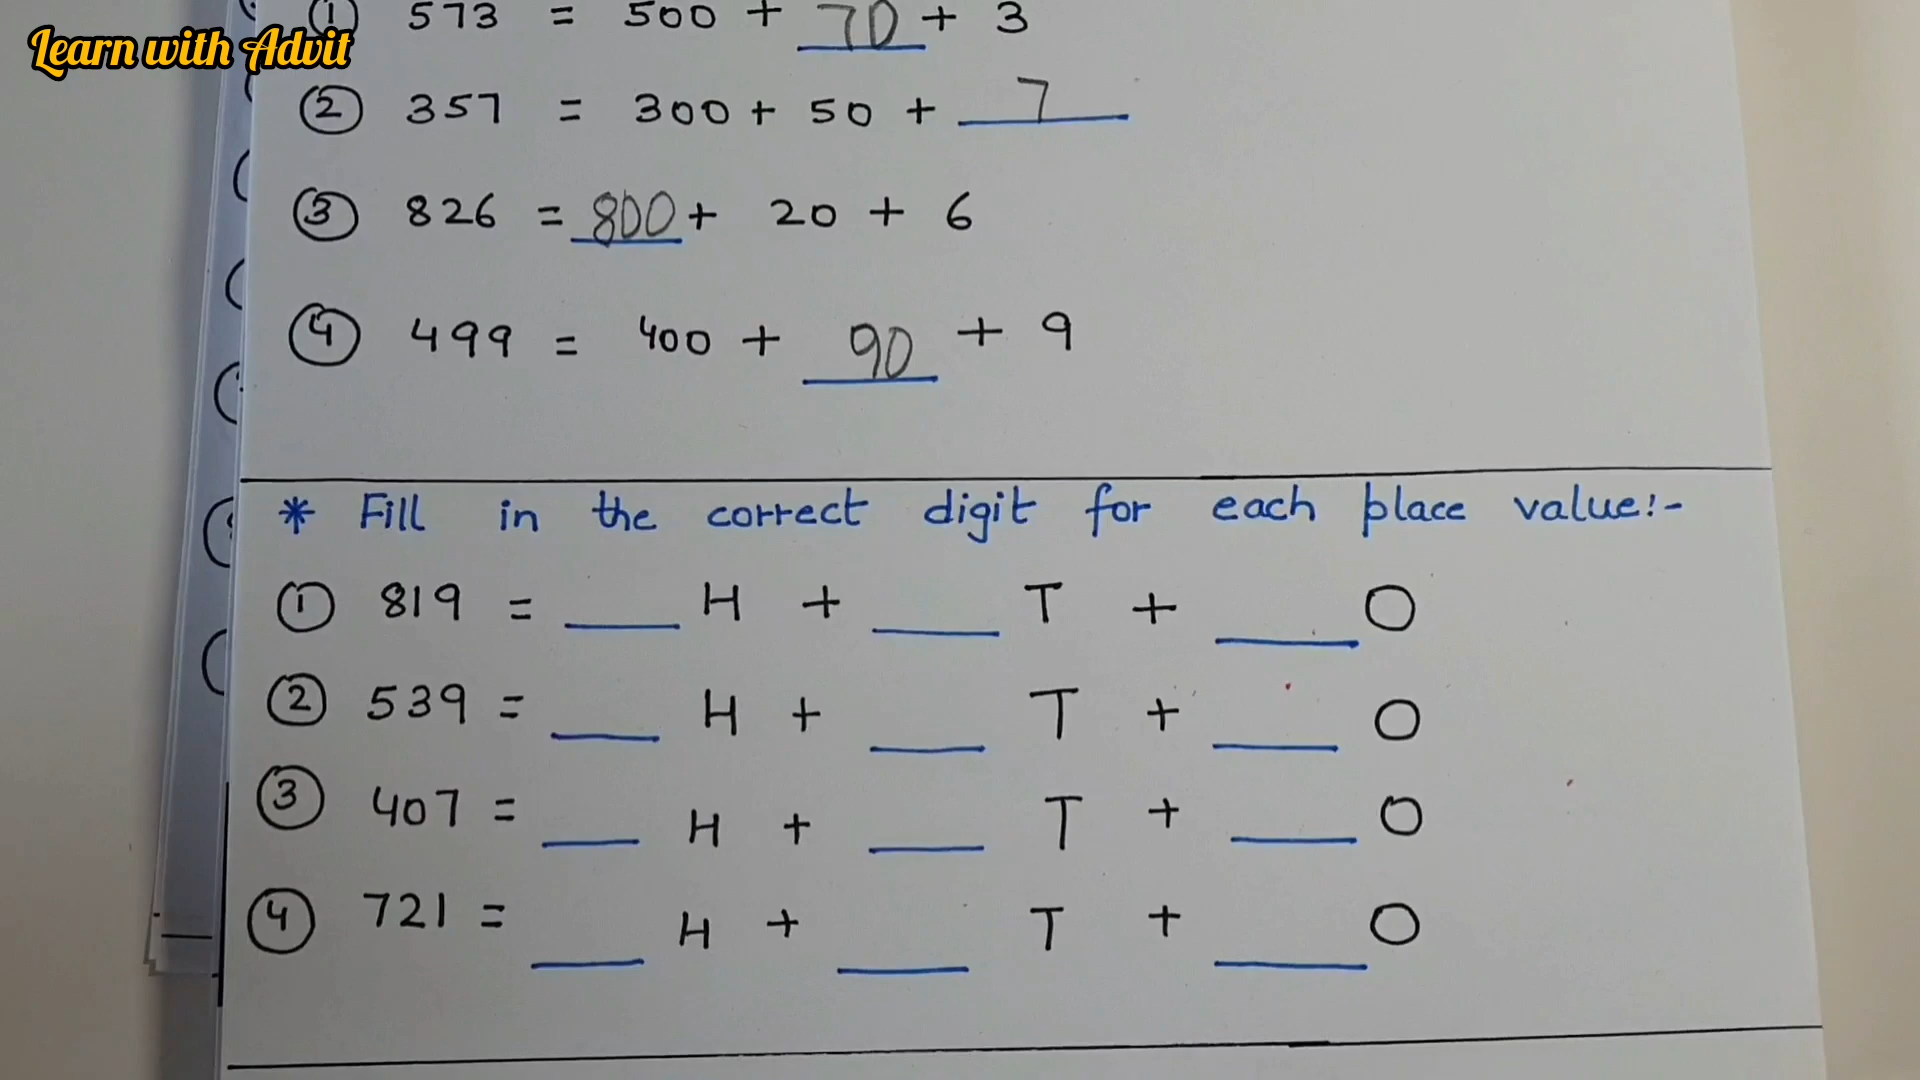 Learn with Advit
① 573 = 500 + 70 + 3
② 357 = 300 + 50 + 7
③ 826 = 800 + 20 + 6
④ 499 = 400 + 90 + 9
* Fill in the correct digit for each place value:-
① 819 = ___ H + ___ T + ___ O
② 539 = ___ H + ___ T + ___ O
③ 407 = ___ H + ___ T + ___ O
④ 721 = ___ H + ___ T + ___ O